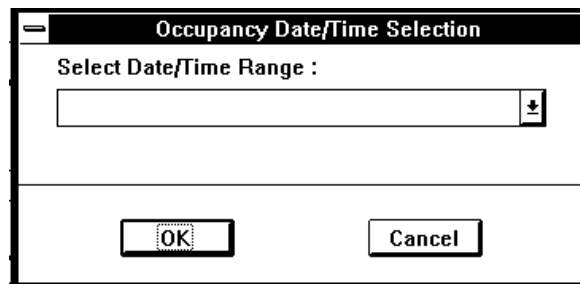 Occupancy Date/Time Selection
Select Date/Time Range :
OK
Cancel